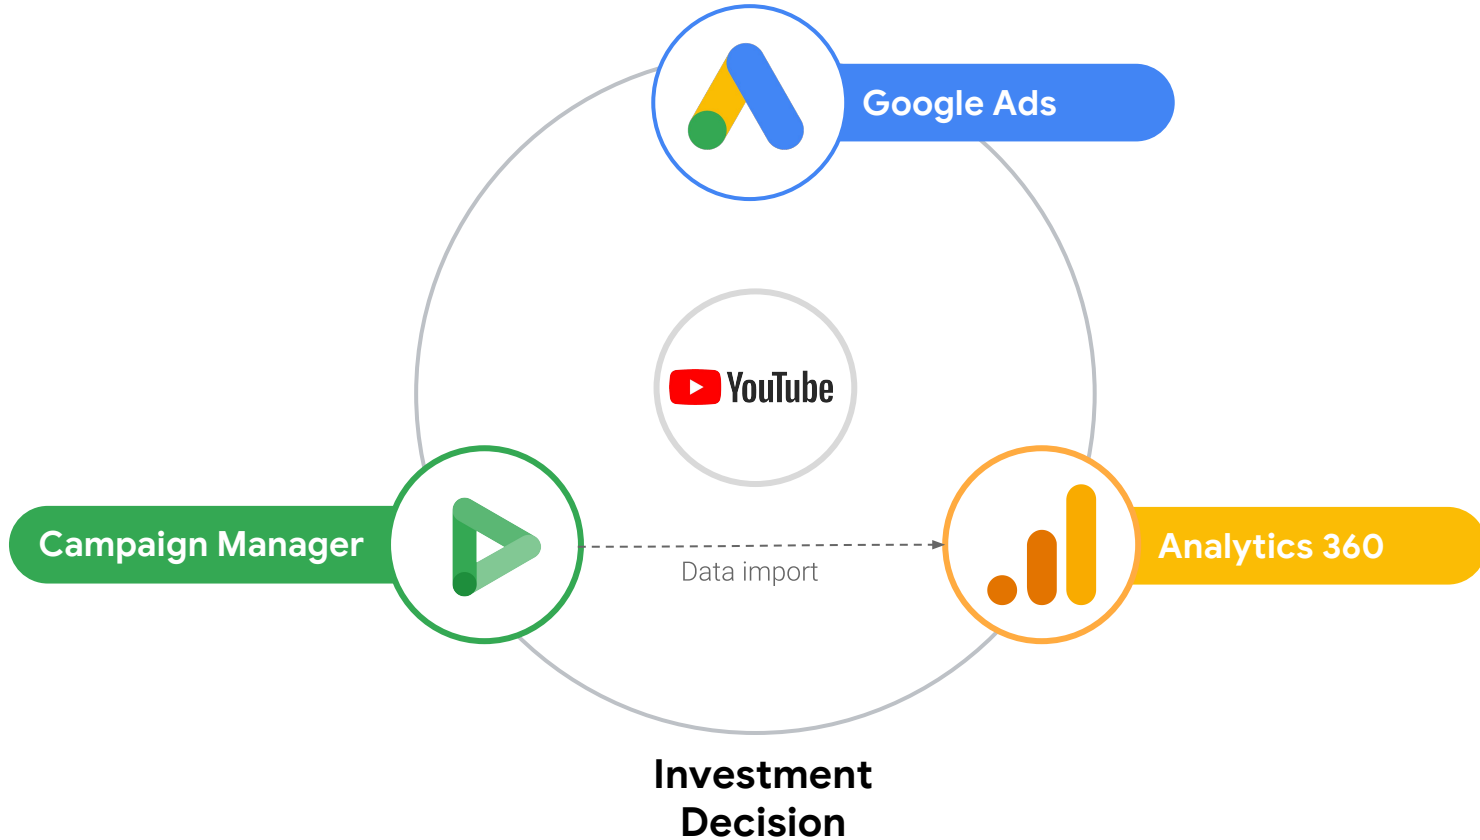 Google Ads
YouTube
Campaign Manager
Data import
Analytics 360
Investment
Decision